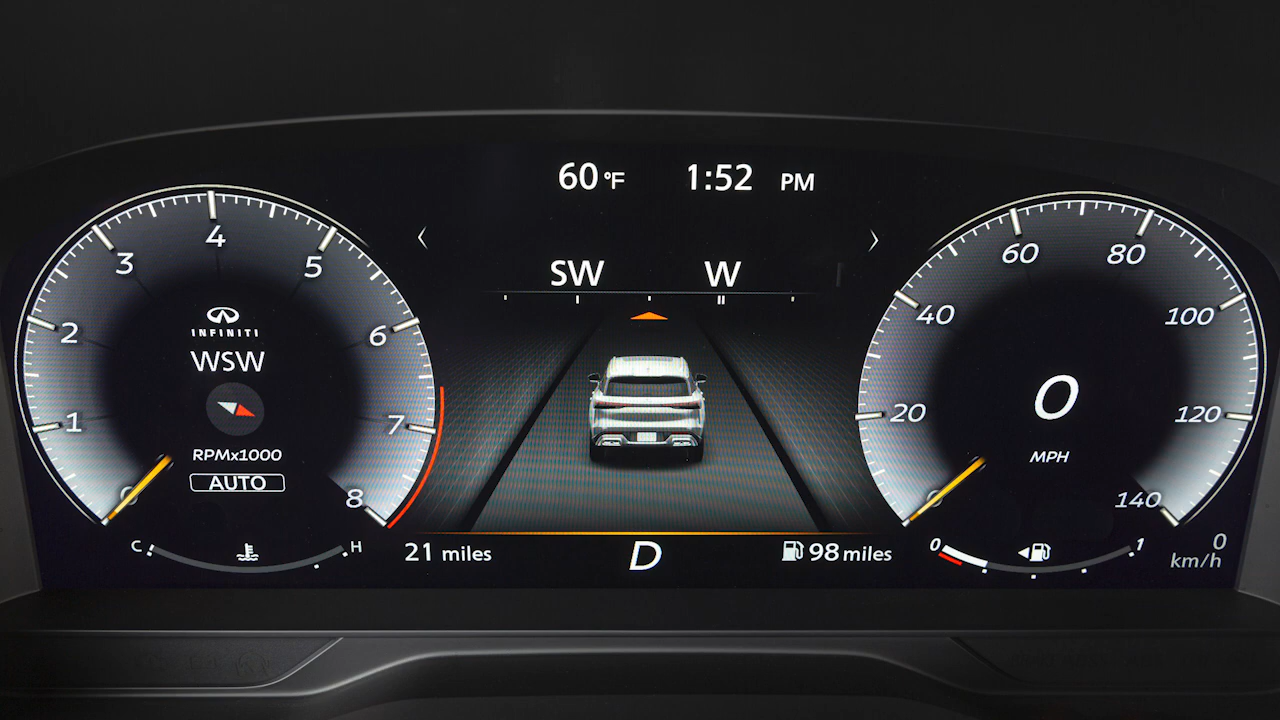 60 °F 1:52 PM
SW W
4
3 5
2 6
1 7
0 8
INFINITI
WSW
RPMx1000
AUTO
60 80
40 100
20 120
0 140
0
MPH
C H
21 miles
D
98 miles
0 1
0
km/h